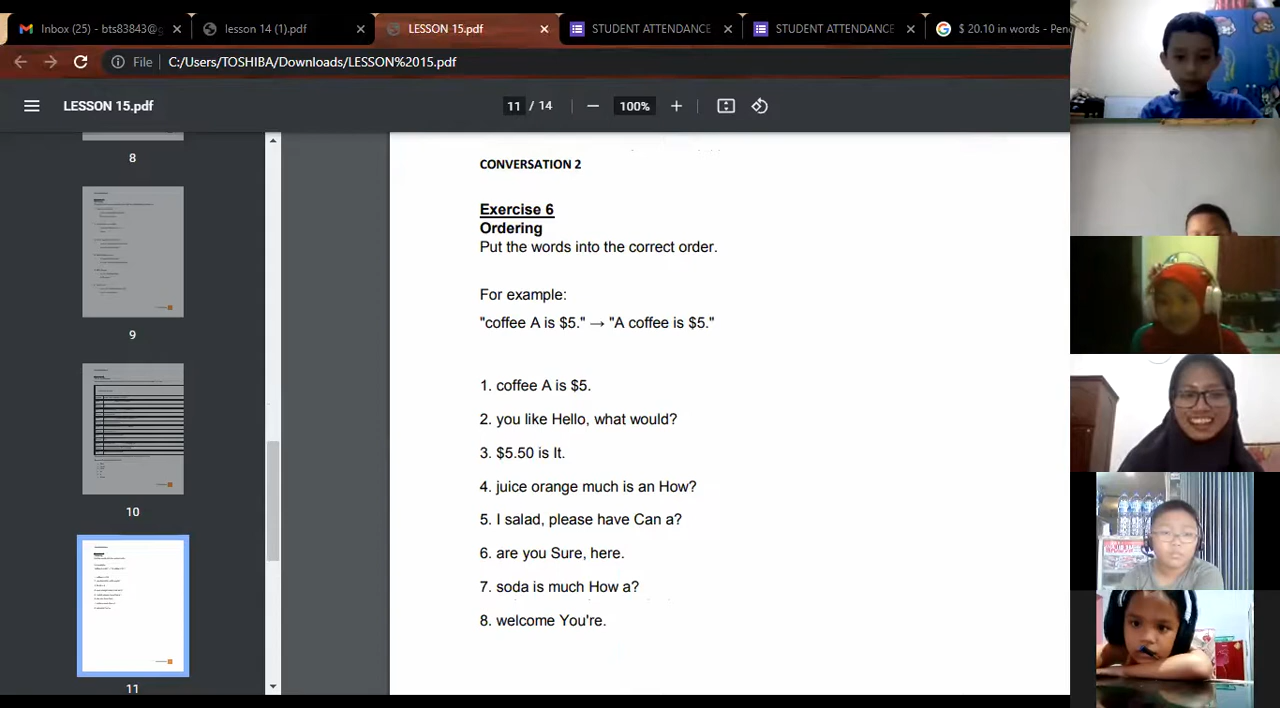 Inbox (25) - bts83843@g
lesson 14 (1).pdf
LESSON 15.pdf
STUDENT ATTENDANCE
STUDENT ATTENDANCE
$ 20.10 in words - Penc
File
C:/Users/TOSHIBA/Downloads/LESSON%2015.pdf
LESSON 15.pdf
11 / 14
100%
8
9
10
11
CONVERSATION 2
Exercise 6
Ordering
Put the words into the correct order.
For example:
"coffee A is $5." → "A coffee is $5."
1. coffee A is $5.
2. you like Hello, what would?
3. $5.50 is It.
4. juice orange much is an How?
5. I salad, please have Can a?
6. are you Sure, here.
7. soda is much How a?
8. welcome You're.